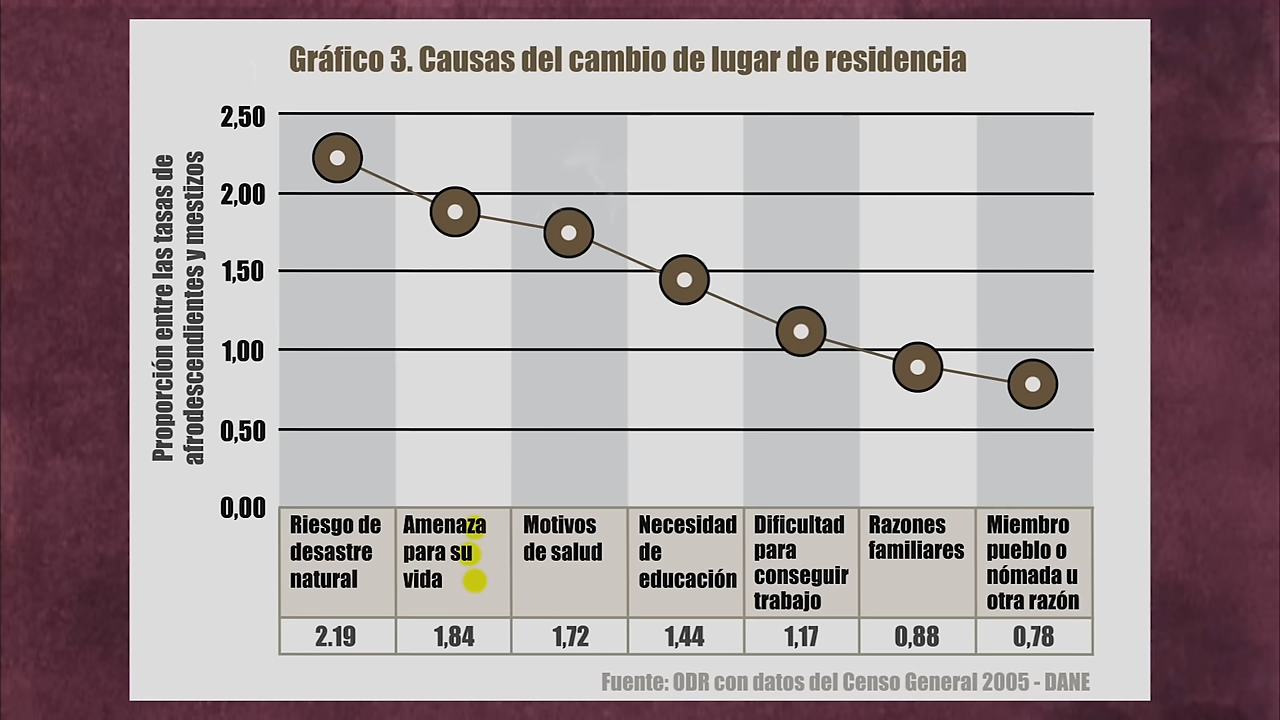 Gráfico 3. Causas del cambio de lugar de residencia
Proporción entre las tasas de
afrodescendientes y mestizos
2,50
2,00
1,50
1,00
0,50
0,00
Riesgo de
desastre
natural
Amenaza
para su
vida
Motivos
de salud
Necesidad
de
educación
Dificultad
para
conseguir
trabajo
Razones
familiares
Miembro
pueblo o
nómada u
otra razón
2.19
1,84
1,72
1,44
1,17
0,88
0,78
Fuente: ODR con datos del Censo General 2005 - DANE